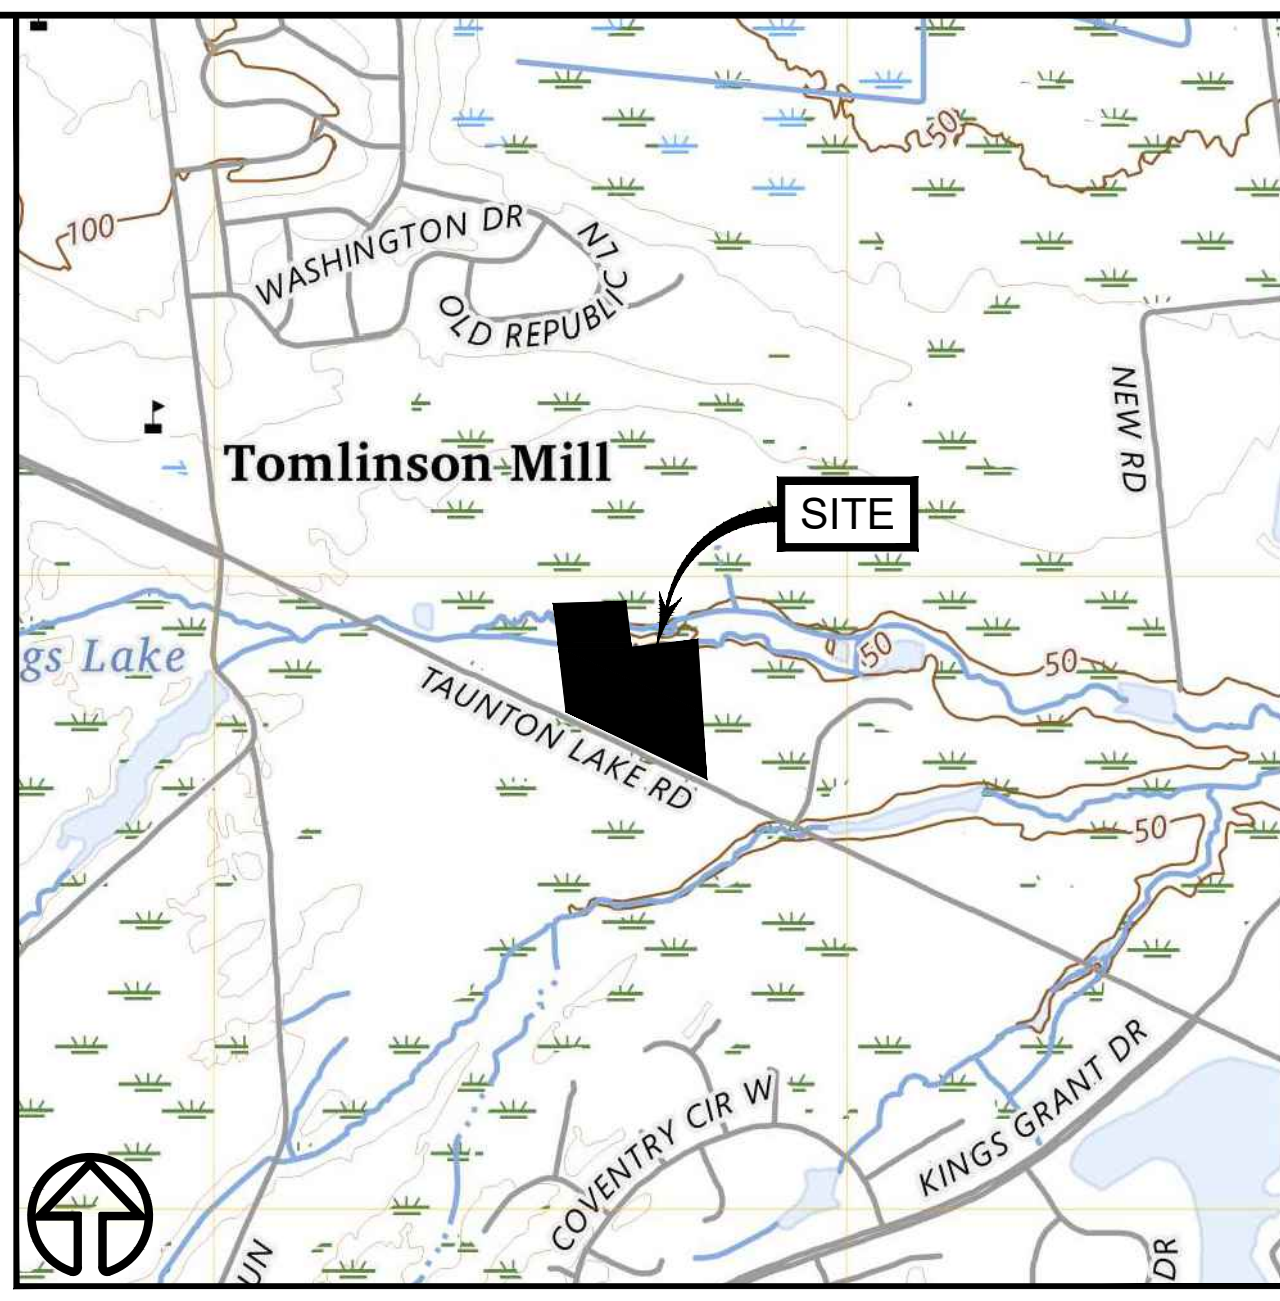 50
100
WASHINGTON DR
OLD REPUBLIC LN
NEW RD
Tomlinson Mill
SITE
gs Lake
50
50
TAUNTON LAKE RD
50
COVENTRY CIR W
KINGS GRANT DR
UN
DR